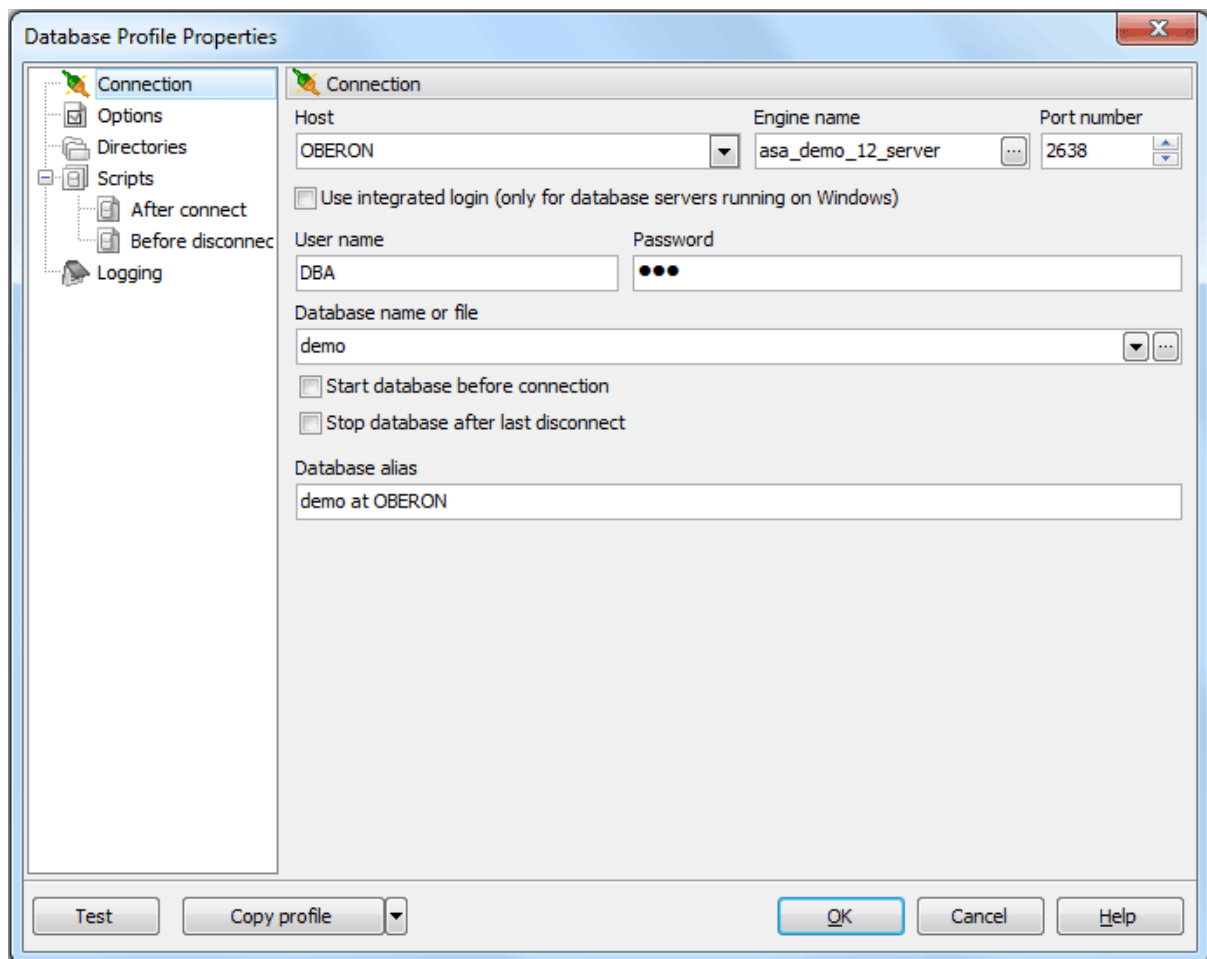 Database Profile Properties
Connection
Options
Directories
Scripts
After connect
Before disconnec
Logging
Connection
Host Engine name Port number
OBERON asa_demo_12_server ... 2638
Use integrated login (only for database servers running on Windows)
User name Password
DBA ●●●
Database name or file
demo ...
Start database before connection
Stop database after last disconnect
Database alias
demo at OBERON
Test Copy profile OK Cancel Help